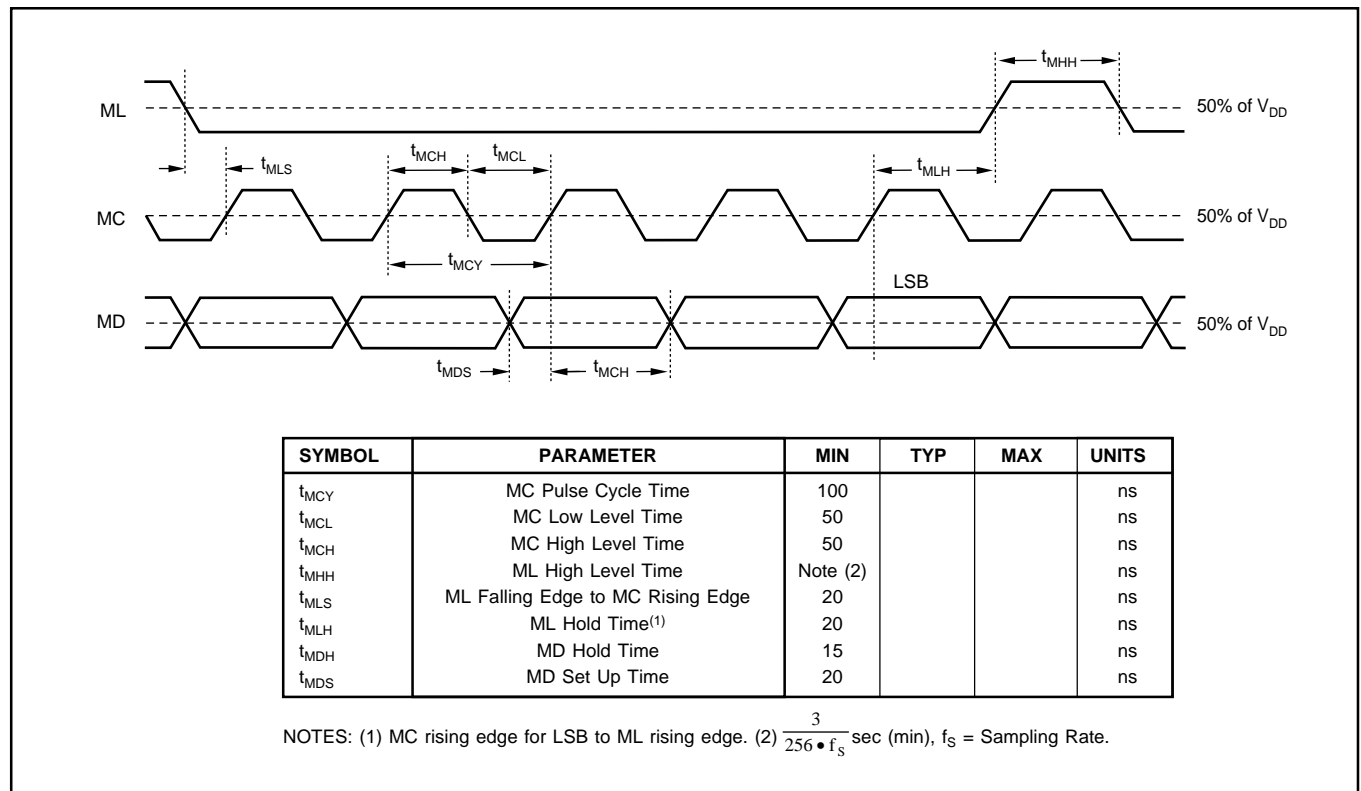 tMHH
ML
50% of VDD
tMLS
tMCH
tMCL
tMLH
MC
50% of VDD
tMCY
LSB
MD
50% of VDD
tMDS
tMCH
SYMBOL PARAMETER MIN TYP MAX UNITS
tMCY MC Pulse Cycle Time 100 ns
tMCL MC Low Level Time 50 ns
tMCH MC High Level Time 50 ns
tMHH ML High Level Time Note (2) ns
tMLS ML Falling Edge to MC Rising Edge 20 ns
tMLH ML Hold Time(1) 20 ns
tMDH MD Hold Time 15 ns
tMDS MD Set Up Time 20 ns
NOTES: (1) MC rising edge for LSB to ML rising edge. (2) 3/256 • fS sec (min), fS = Sampling Rate.